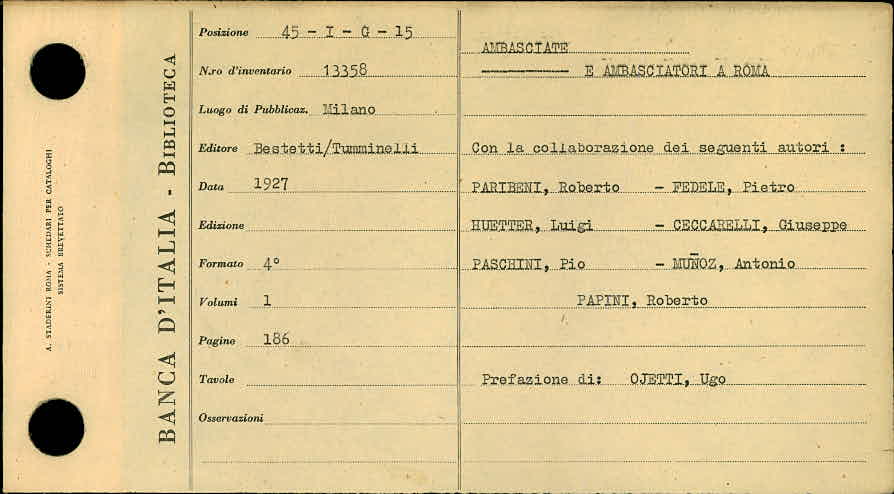 A. STADERINI ROMA - SCHEDARI PER CATALOGHI
SISTEMA BREVETTATO
BANCA D'ITALIA - BIBLIOTECA
Posizione 45 - I - G - 15
N.ro d'inventario 13358
Luogo di Pubblicaz. Milano
Editore Bestetti/Tumminelli
Data 1927
Edizione
Formato 4°
Volumi 1
Pagine 186
Tavole
Osservazioni
AMBASCIATE
E AMBASCIATORI A ROMA
Con la collaborazione dei seguenti autori :
PARIBENI, Roberto - FEDELE, Pietro
HUETTER, Luigi - CECCARELLI, Giuseppe
PASCHINI, Pio - MUÑOZ, Antonio
PAPINI, Roberto
Prefazione di: OJETTI, Ugo